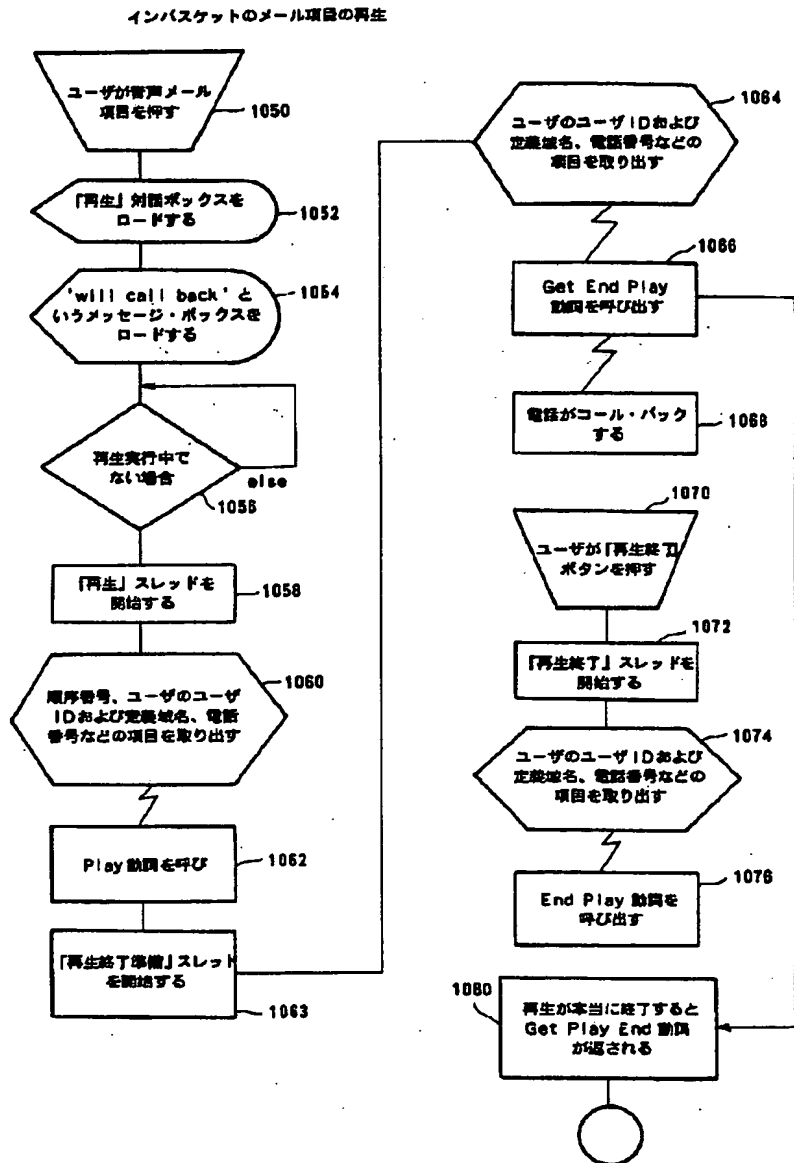 インバスケットのメール項目の再生
ユーザが音声メール
項目を押す
1050
「再生」対話ボックスを
ロードする
1052
'will call back' と
いうメッセージ・ボックスを
ロードする
1054
再生実行中で
ない場合
else
1056
「再生」スレッドを
開始する
1058
順序番号、ユーザのユーザ
IDおよび定義域名、電話
番号などの項目を取り出す
1060
Play 動詞を呼び
1062
「再生終了準備」スレッド
を開始する
1063
1064
ユーザのユーザIDおよび
定義域名、電話番号などの
項目を取り出す
1066
Get End Play
動詞を呼び出す
電話がコール・バック
する
1068
1070
ユーザが「再生終了」
ボタンを押す
1072
「再生終了」スレッドを
開始する
1074
ユーザのユーザIDおよび
定義域名、電話番号などの
項目を取り出す
1076
End Play 動詞を
呼び出す
1080
再生が本当に終了すると
Get Play End 動詞
が返される